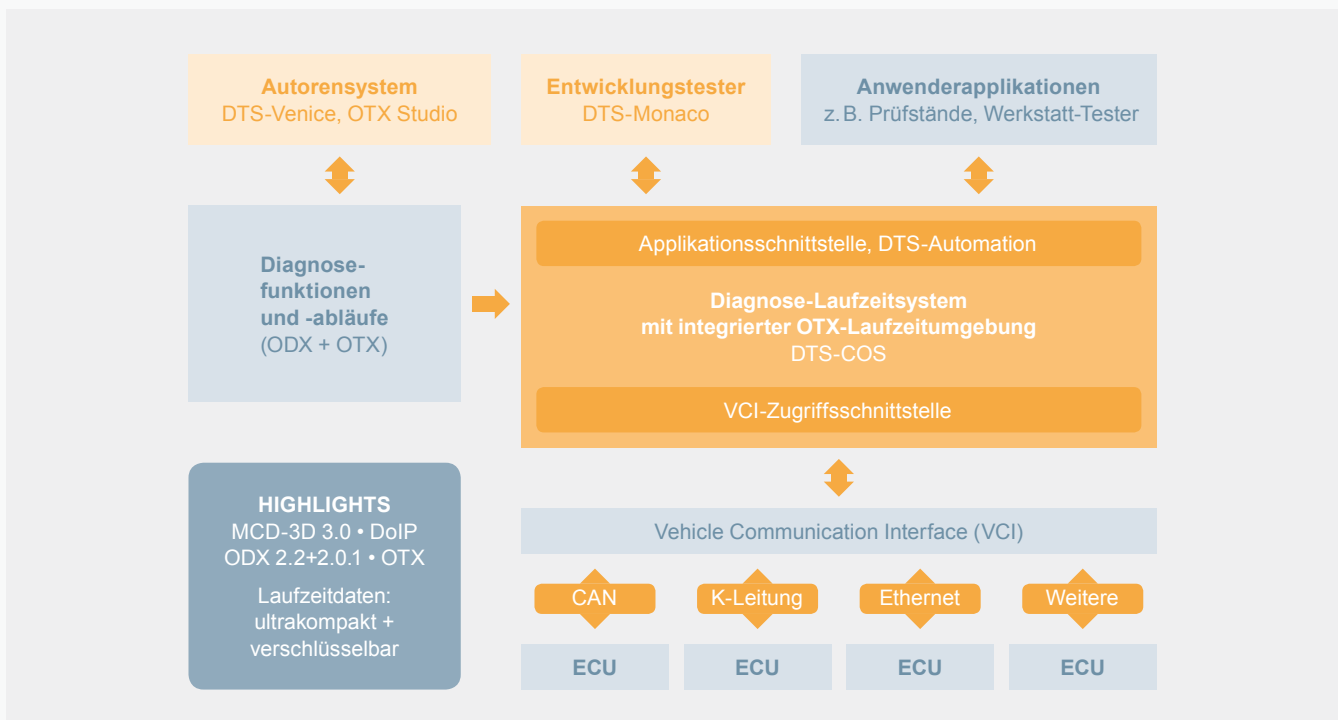 Autorensystem
DTS-Venice, OTX Studio
Entwicklungstester
DTS-Monaco
Anwenderapplikationen
z. B. Prüfstände, Werkstatt-Tester
Diagnose-
funktionen
und -abläufe
(ODX + OTX)
Applikationsschnittstelle, DTS-Automation
Diagnose-Laufzeitsystem
mit integrierter OTX-Laufzeitumgebung
DTS-COS
VCI-Zugriffsschnittstelle
HIGHLIGHTS
MCD-3D 3.0 • DoIP
ODX 2.2+2.0.1 • OTX
Laufzeitdaten:
ultrakompakt +
verschlüsselbar
Vehicle Communication Interface (VCI)
CAN
K-Leitung
Ethernet
Weitere
ECU
ECU
ECU
ECU